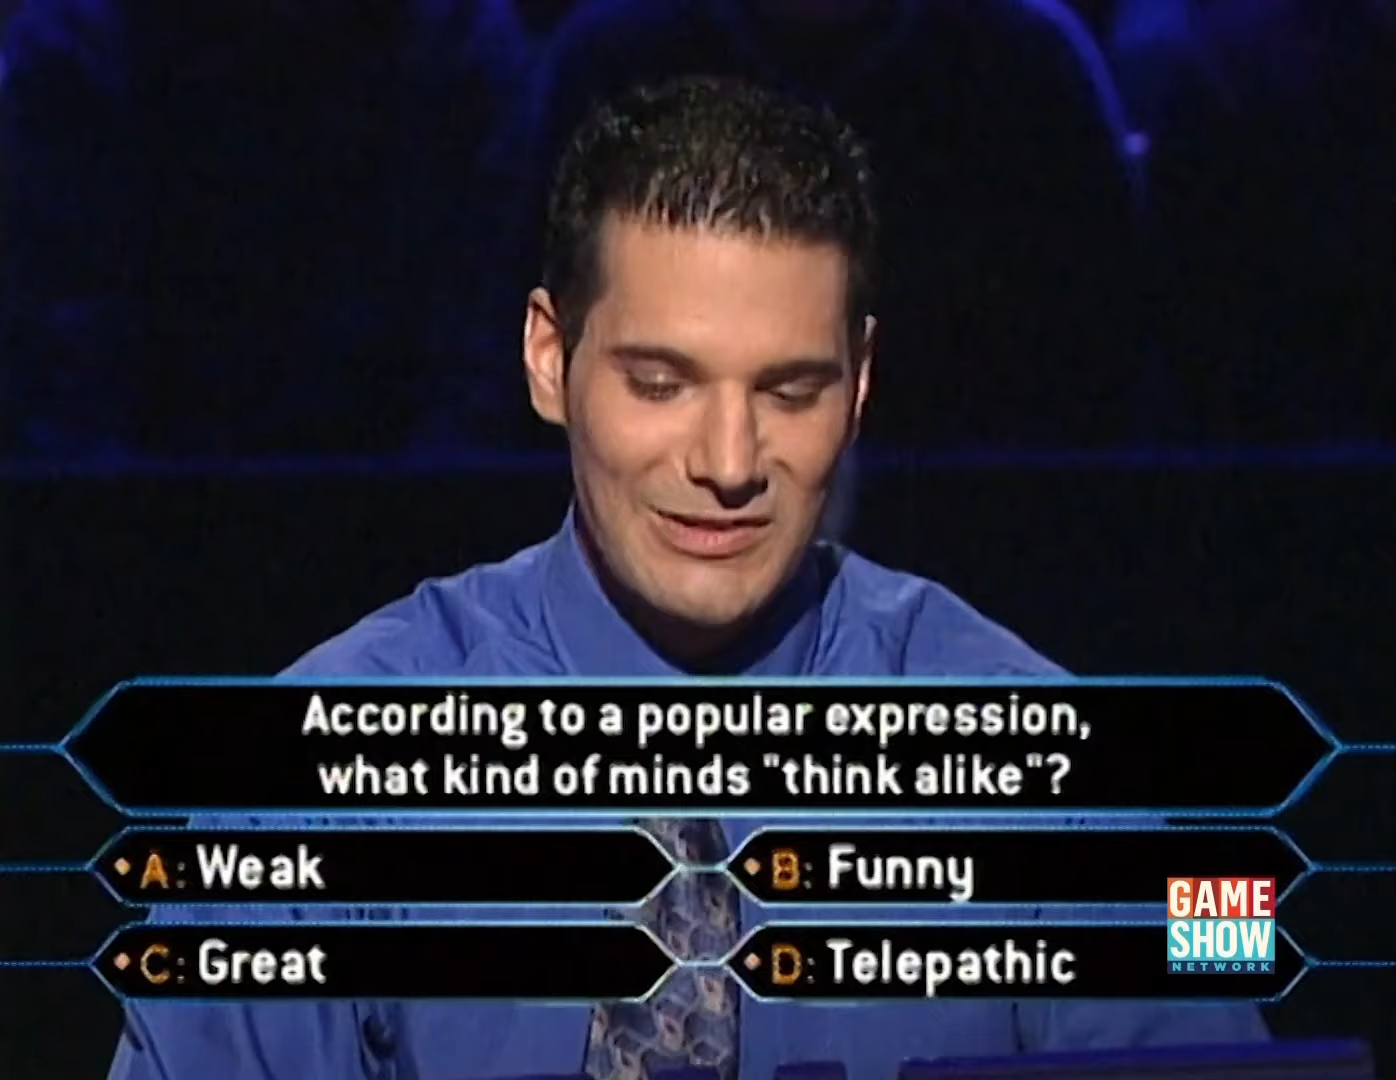 According to a popular expression,
what kind of minds "think alike"?
A: Weak
B: Funny
C: Great
D: Telepathic
GAME
SHOW
NETWORK